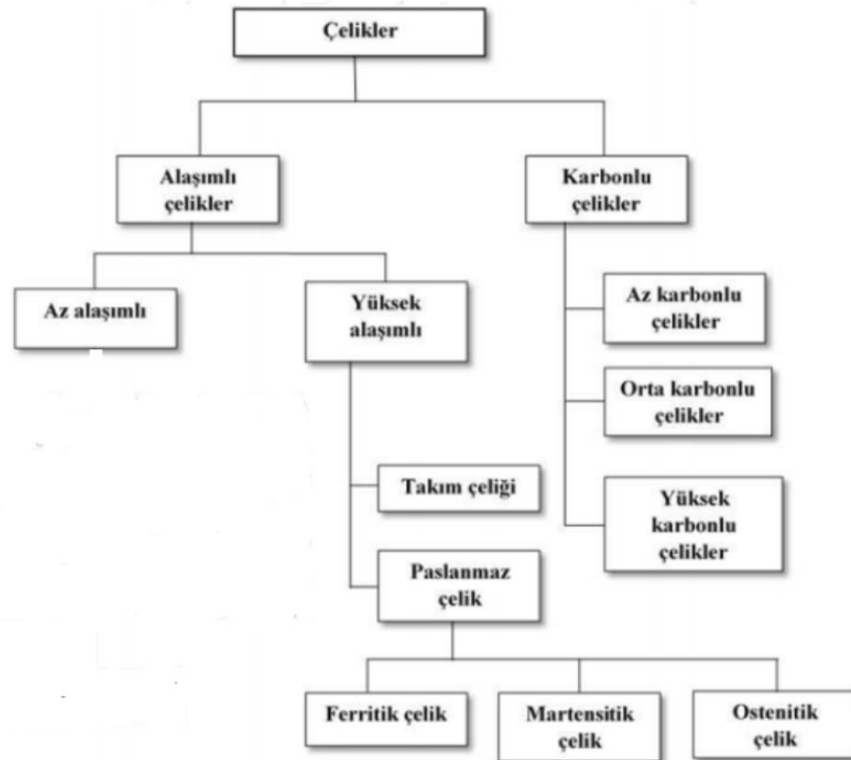 Çelikler
Alaşımlı
çelikler
Karbonlu
çelikler
Az alaşımlı
Yüksek
alaşımlı
Az karbonlu
çelikler
Orta karbonlu
çelikler
Takım çeliği
Yüksek
karbonlu
çelikler
Paslanmaz
çelik
Ferritik çelik
Martensitik
çelik
Ostenitik
çelik